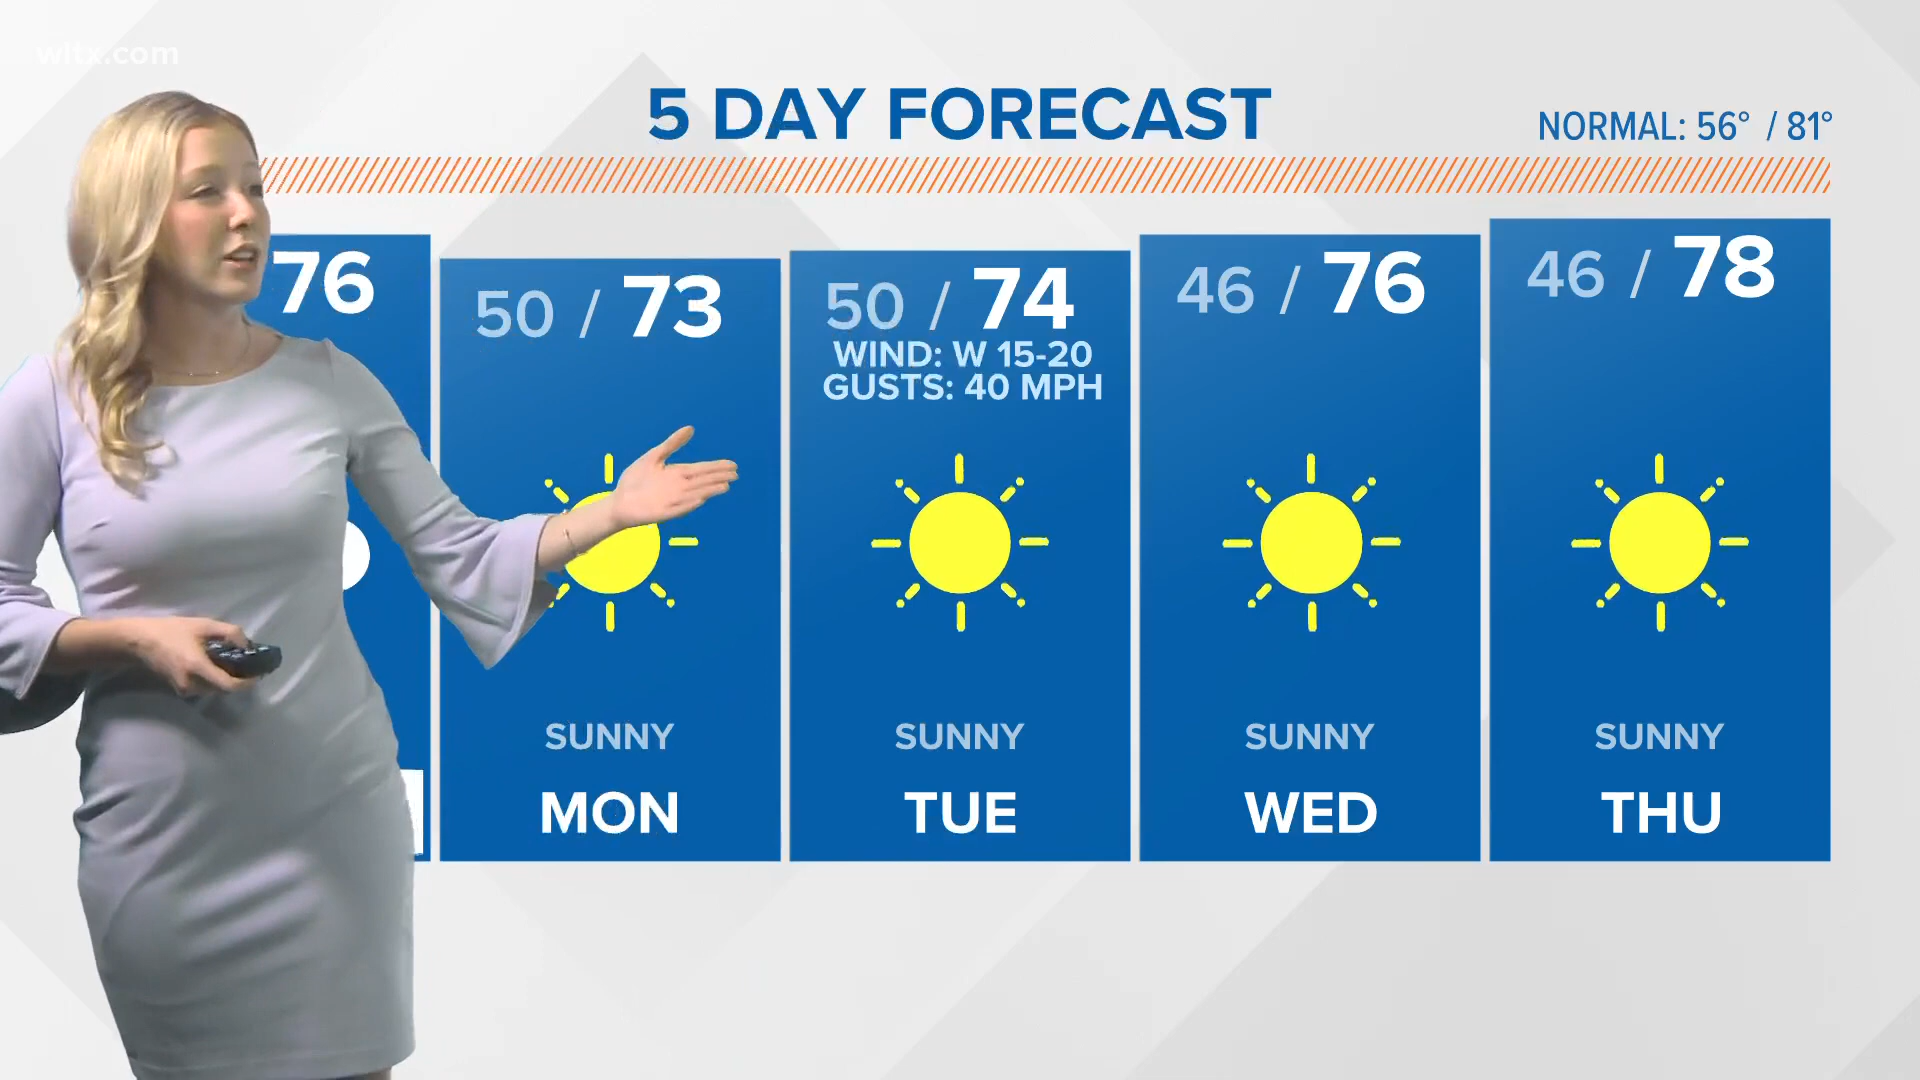 wltx.com
5 DAY FORECAST
NORMAL: 56° / 81°
76
50 / 73
SUNNY
MON
50 / 74
WIND: W 15-20
GUSTS: 40 MPH
SUNNY
TUE
46 / 76
SUNNY
WED
46 / 78
SUNNY
THU